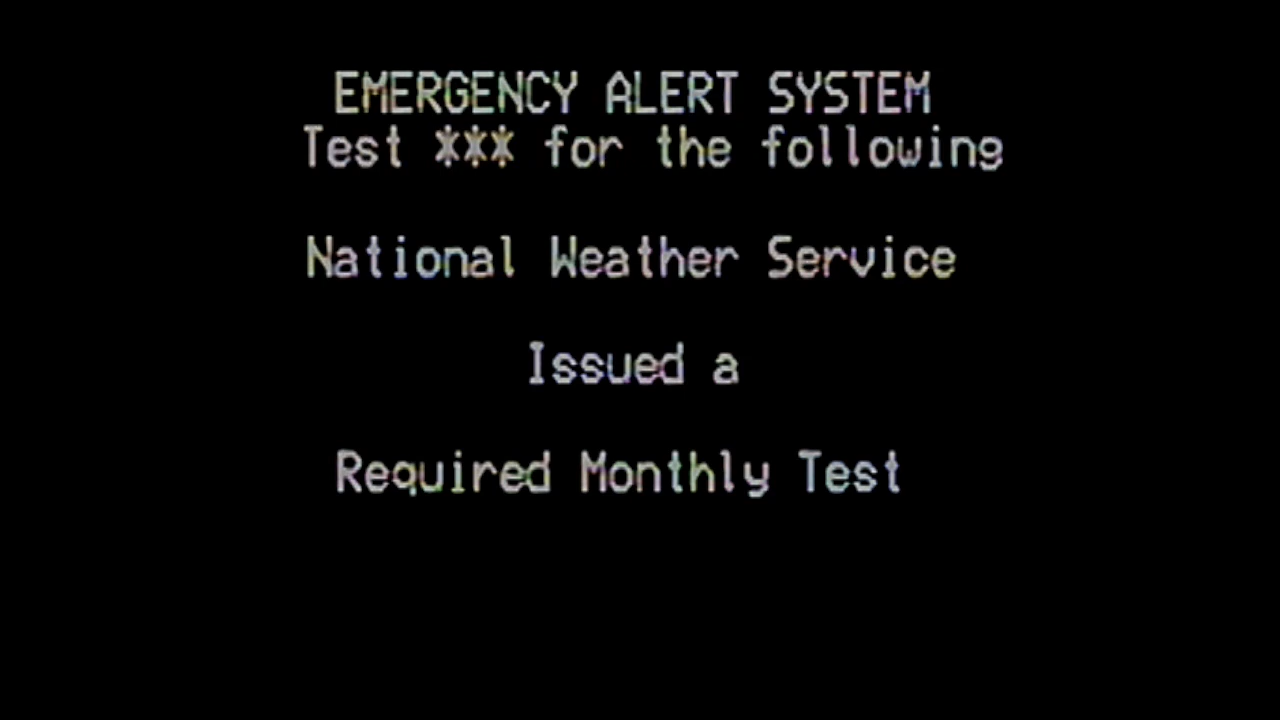 EMERGENCY ALERT SYSTEM
Test *** for the following
National Weather Service
Issued a
Required Monthly Test